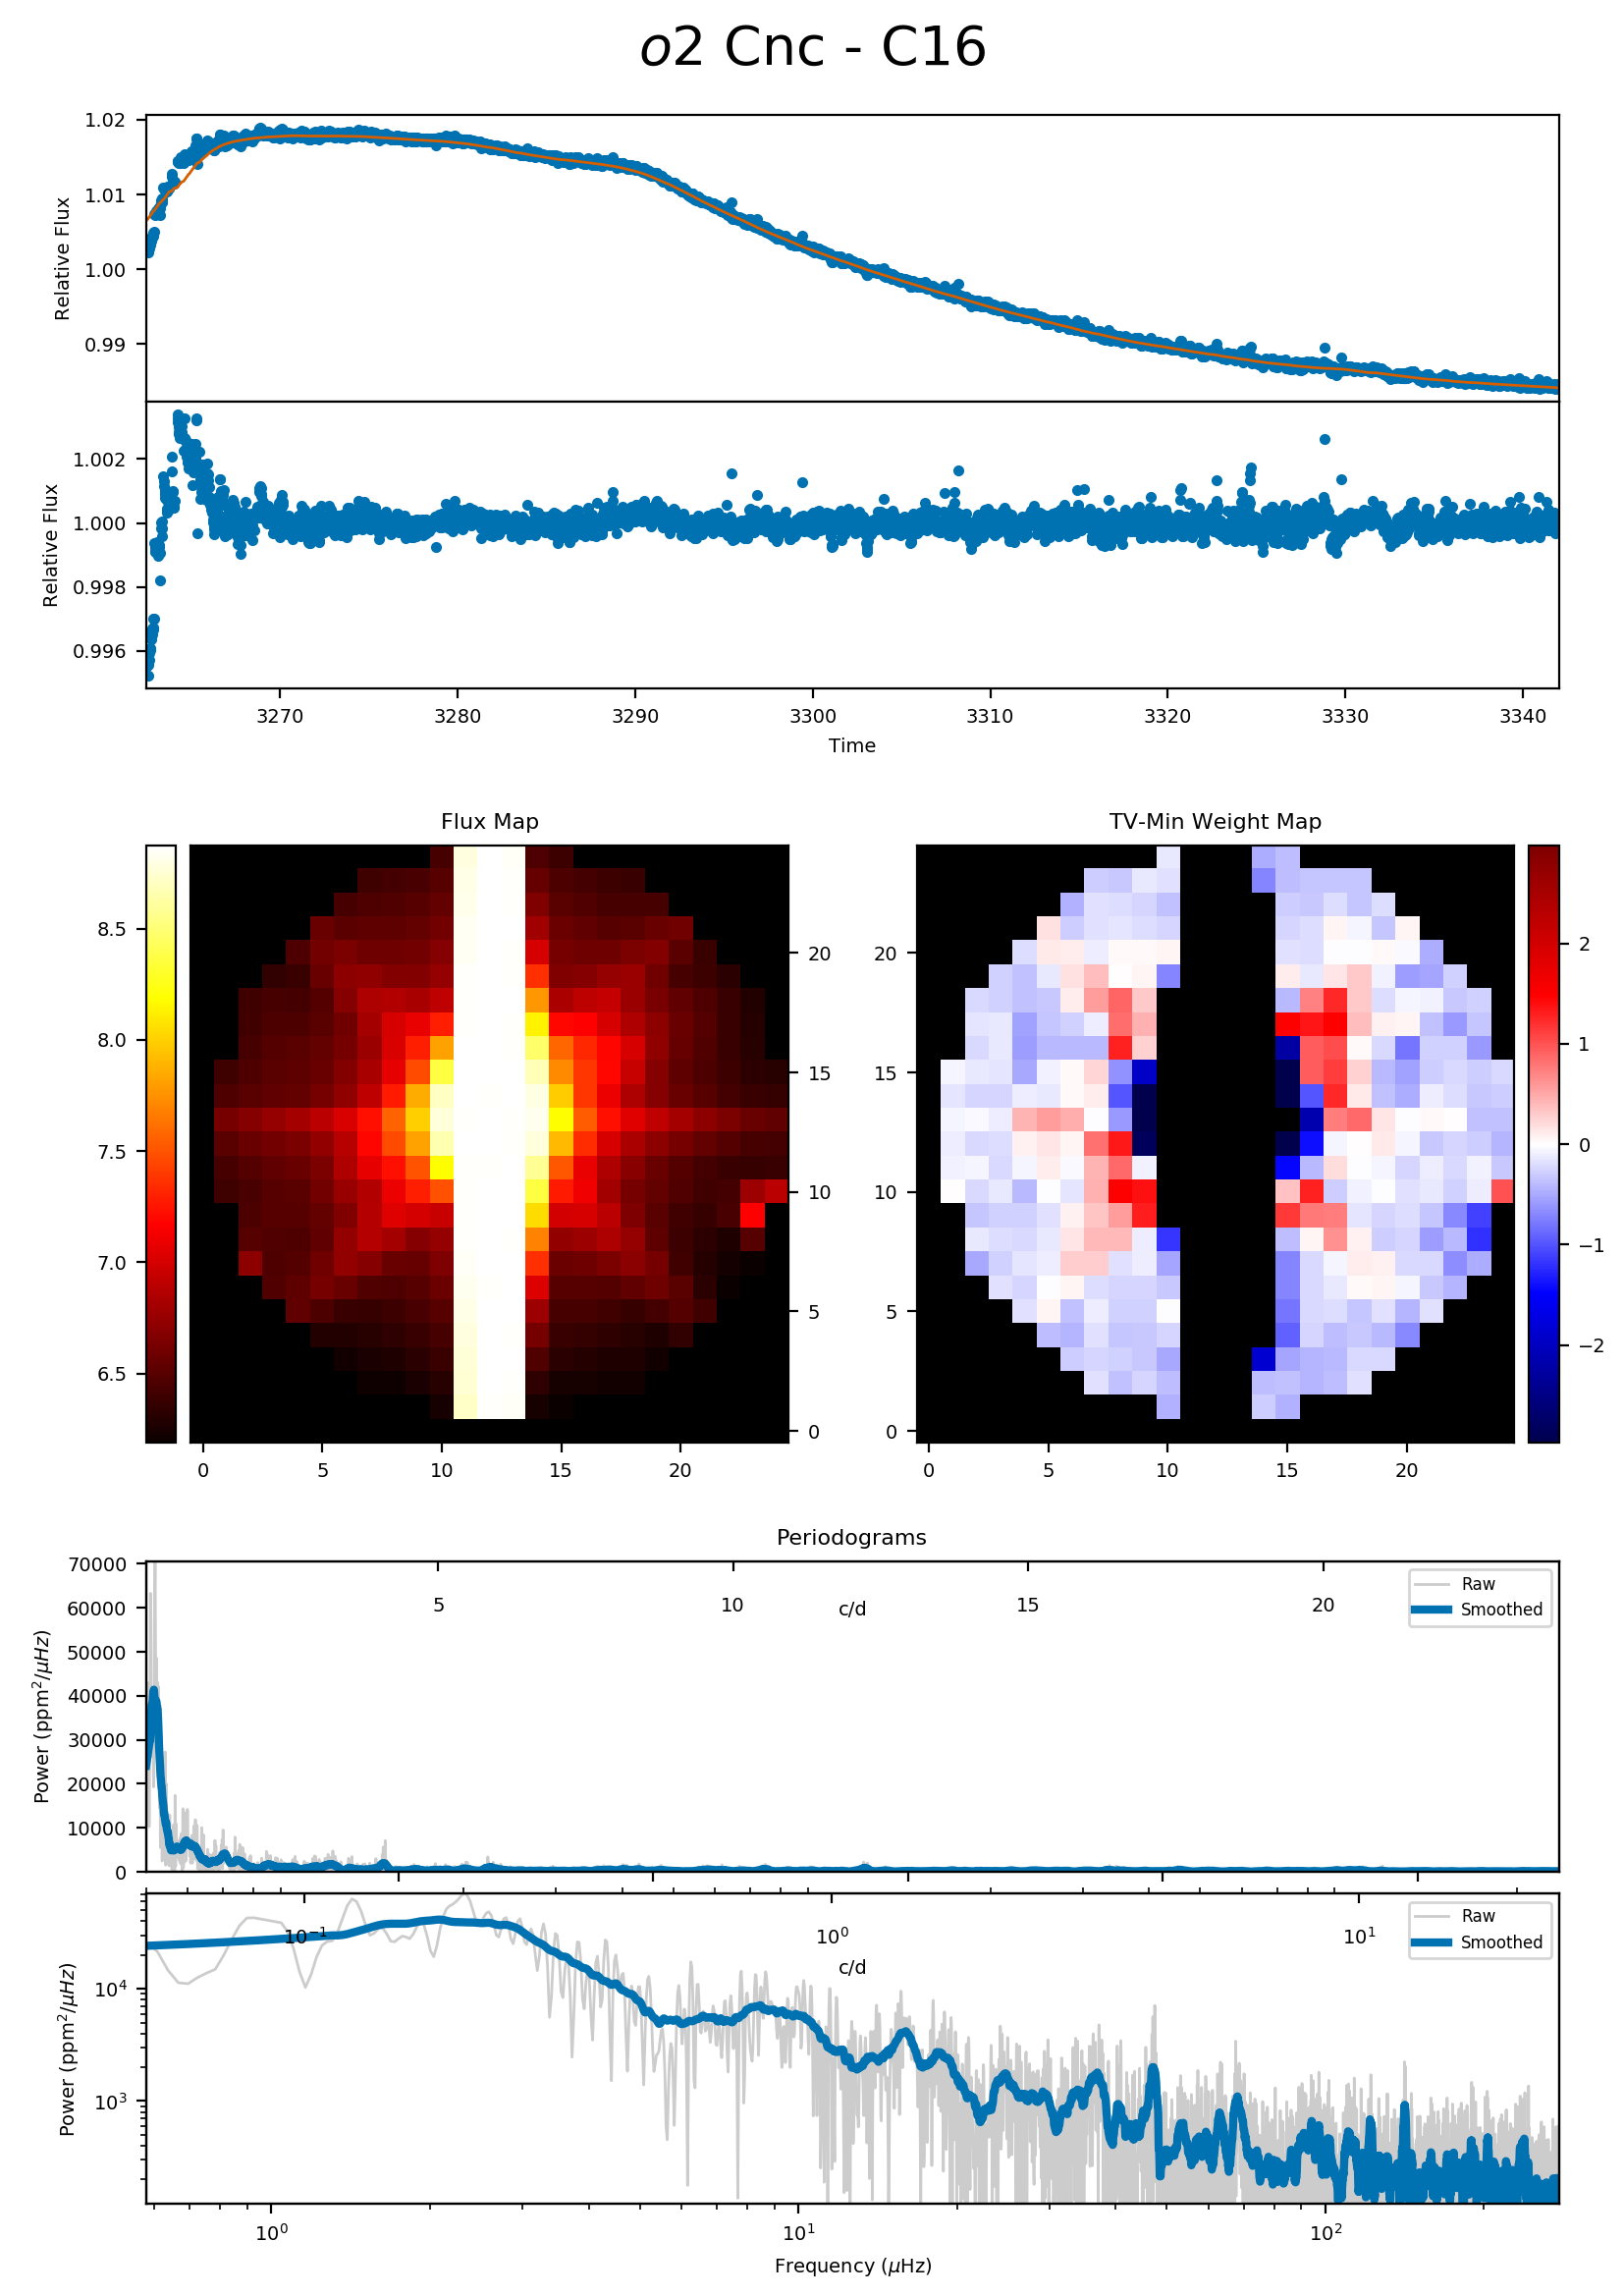 o2 Cnc - C16
1.02
1.01
1.00
0.99
Relative Flux
1.002
1.000
0.998
0.996
Relative Flux
3270 3280 3290 3300 3310 3320 3330 3340
Time
Flux Map
8.5
8.0
7.5
7.0
6.5
20
15
10
5
0
0 5 10 15 20
TV-Min Weight Map
20
15
10
5
0
0 5 10 15 20
2
1
0
−1
−2
Periodograms
70000
60000
50000
40000
30000
20000
10000
0
Power (ppm²/μHz)
5 10 15 20
c/d
Raw
Smoothed
10⁴
10³
Power (ppm²/μHz)
10⁻¹ 10⁰ 10¹
c/d
Raw
Smoothed
10⁰ 10¹ 10²
Frequency (μHz)